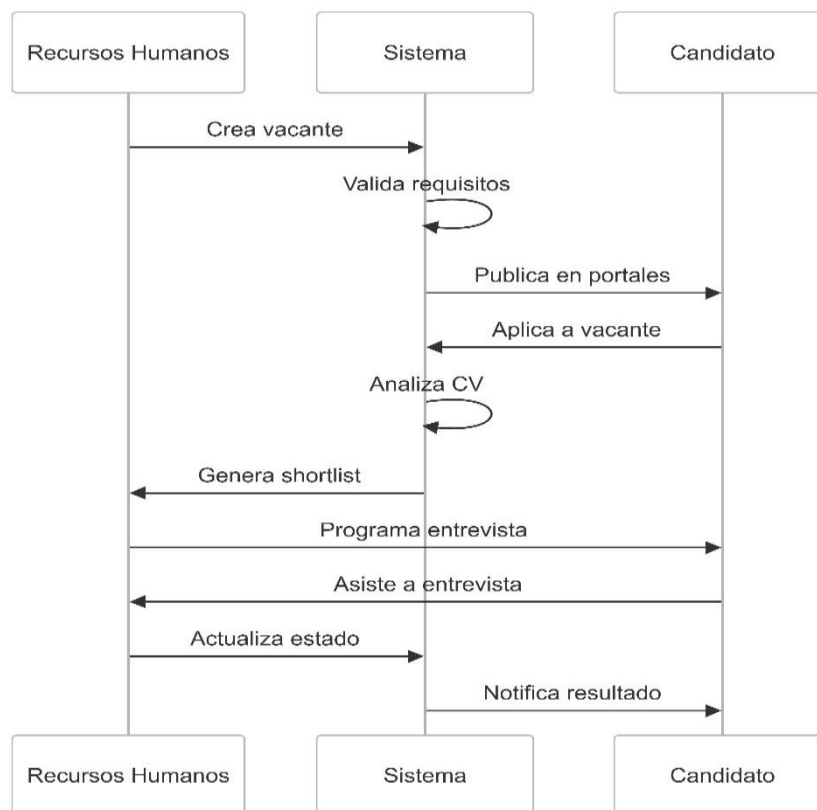 Recursos Humanos
Sistema
Candidato
Crea vacante
Valida requisitos
Publica en portales
Aplica a vacante
Analiza CV
Genera shortlist
Programa entrevista
Asiste a entrevista
Actualiza estado
Notifica resultado
Recursos Humanos
Sistema
Candidato